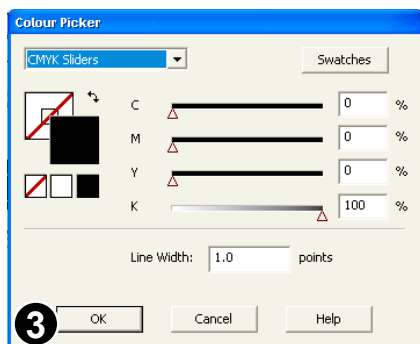 Colour Picker
CMYK Sliders
Swatches
C 0 %
M 0 %
Y 0 %
K 100 %
Line Width: 1.0 points
3 OK Cancel Help